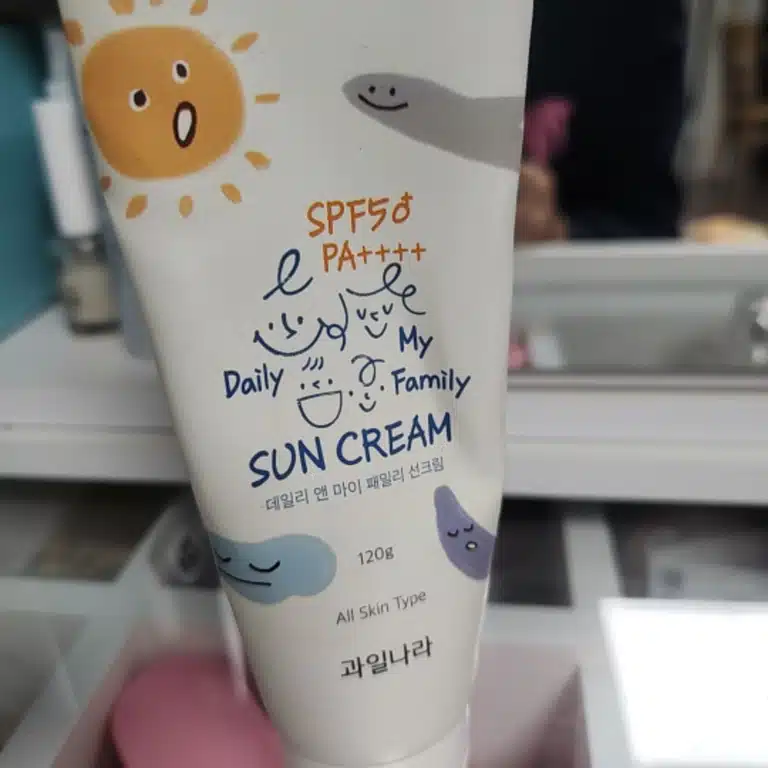 SPF50+
PA++++
Daily
My
Family
SUN CREAM
데일리 앤 마이 패밀리 선크림
120g
All Skin Type
과일나라